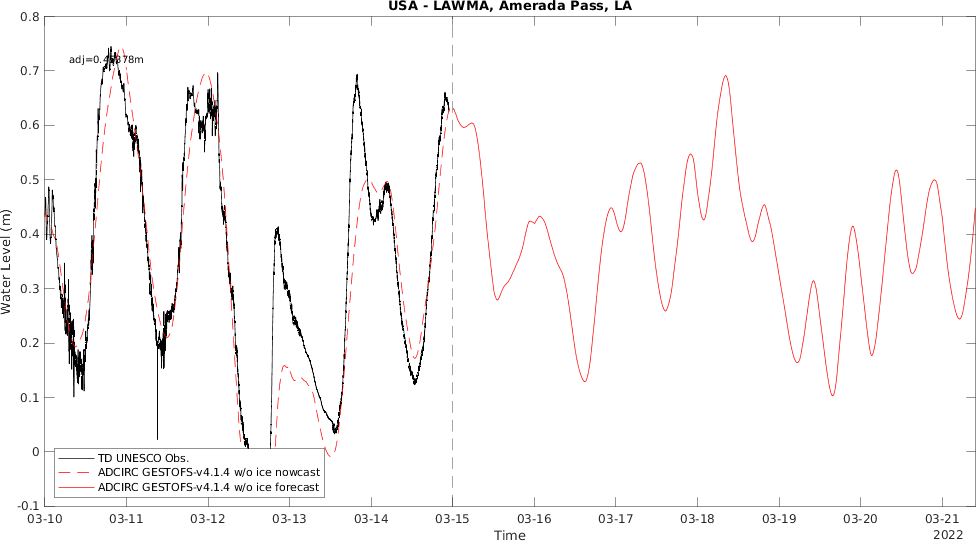 USA - LAWMA, Amerada Pass, LA
0.8
0.7
0.6
0.5
0.4
0.3
0.2
0.1
0
-0.1
Water Level (m)
TD UNESCO Obs.
ADCIRC GESTOFS-v4.1.4 w/o ice nowcast
ADCIRC GESTOFS-v4.1.4 w/o ice forecast
03-10 03-11 03-12 03-13 03-14 03-15 03-16 03-17 03-18 03-19 03-20 03-21
Time
2022